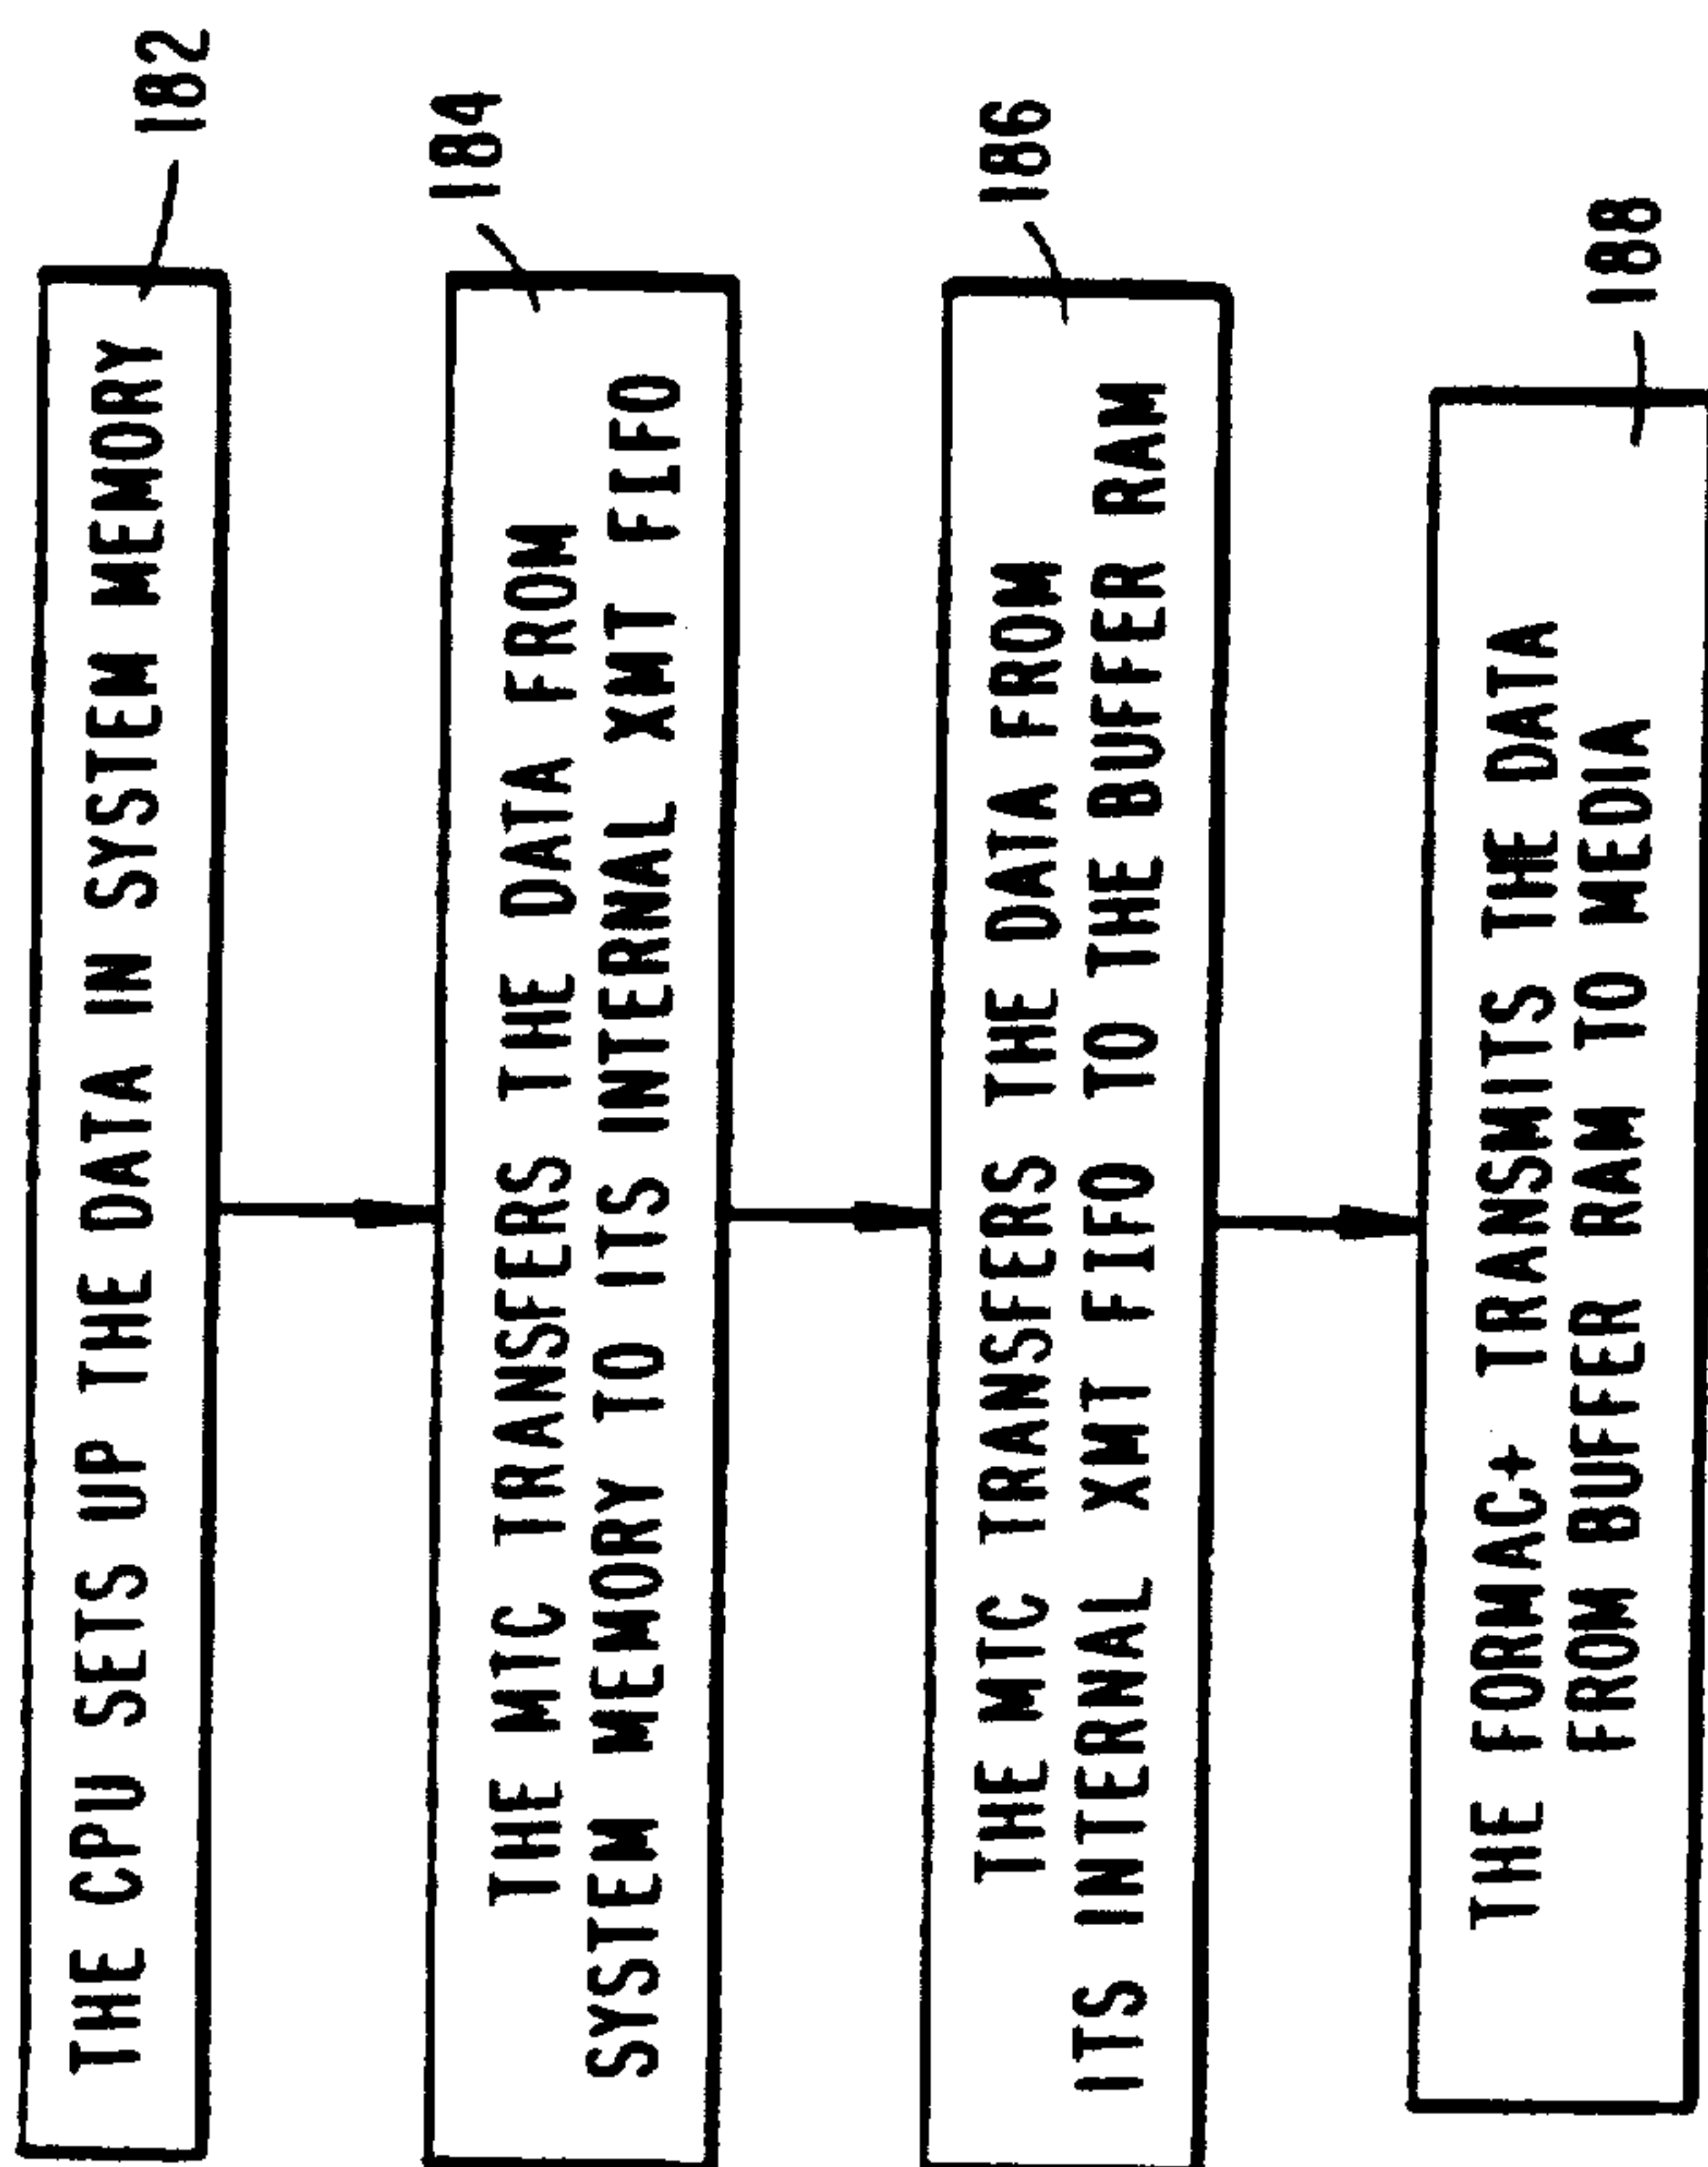 THE CPU SETS UP THE DATA IN SYSTEM MEMORY
182
THE MIC TRANSFERS THE DATA FROM
SYSTEM MEMORY TO ITS INTERNAL XMT FIFO
184
THE MIC TRANSFERS THE DATA FROM
ITS INTERNAL XMT FIFO TO THE BUFFER RAM
186
THE FORMAC+ TRANSMITS THE DATA
FROM BUFFER RAM TO MEDIA
188